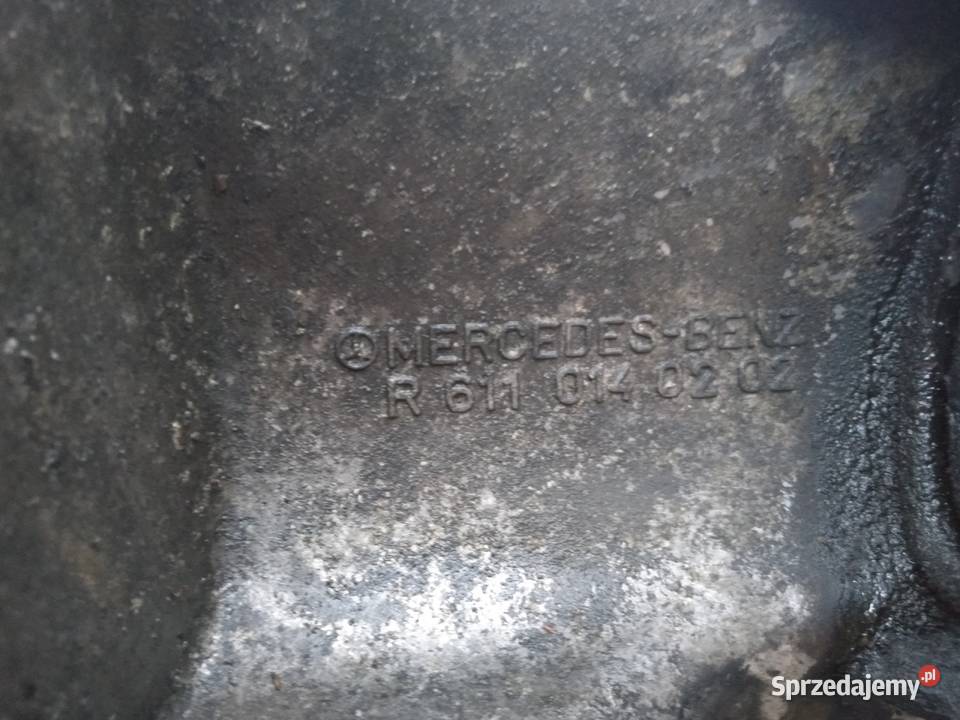 MERCEDES-BENZ
R 611 014 02 02
Sprzedajemy.pl